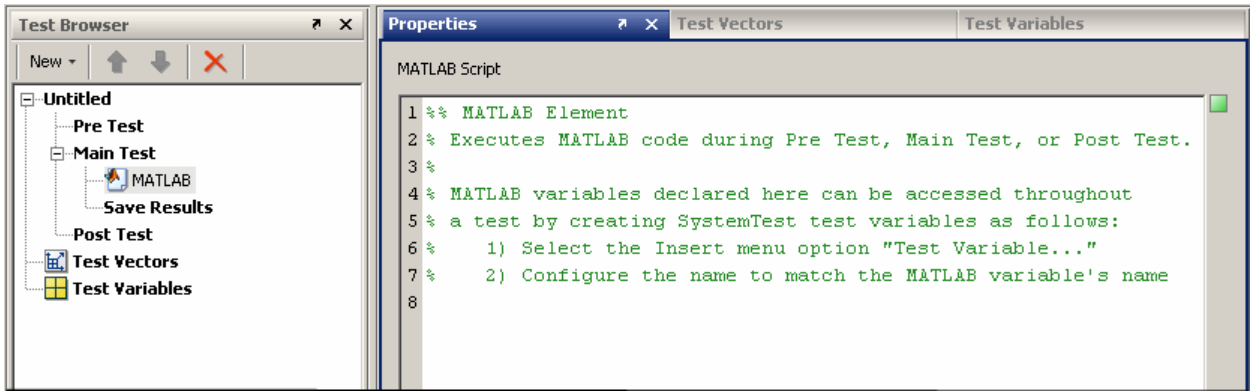 Test Browser
New
Untitled
Pre Test
Main Test
MATLAB
Save Results
Post Test
Test Vectors
Test Variables
Properties
Test Vectors
Test Variables
MATLAB Script
1 %% MATLAB Element
2 % Executes MATLAB code during Pre Test, Main Test, or Post Test.
3 %
4 % MATLAB variables declared here can be accessed throughout
5 % a test by creating SystemTest test variables as follows:
6 % 1) Select the Insert menu option "Test Variable..."
7 % 2) Configure the name to match the MATLAB variable's name
8